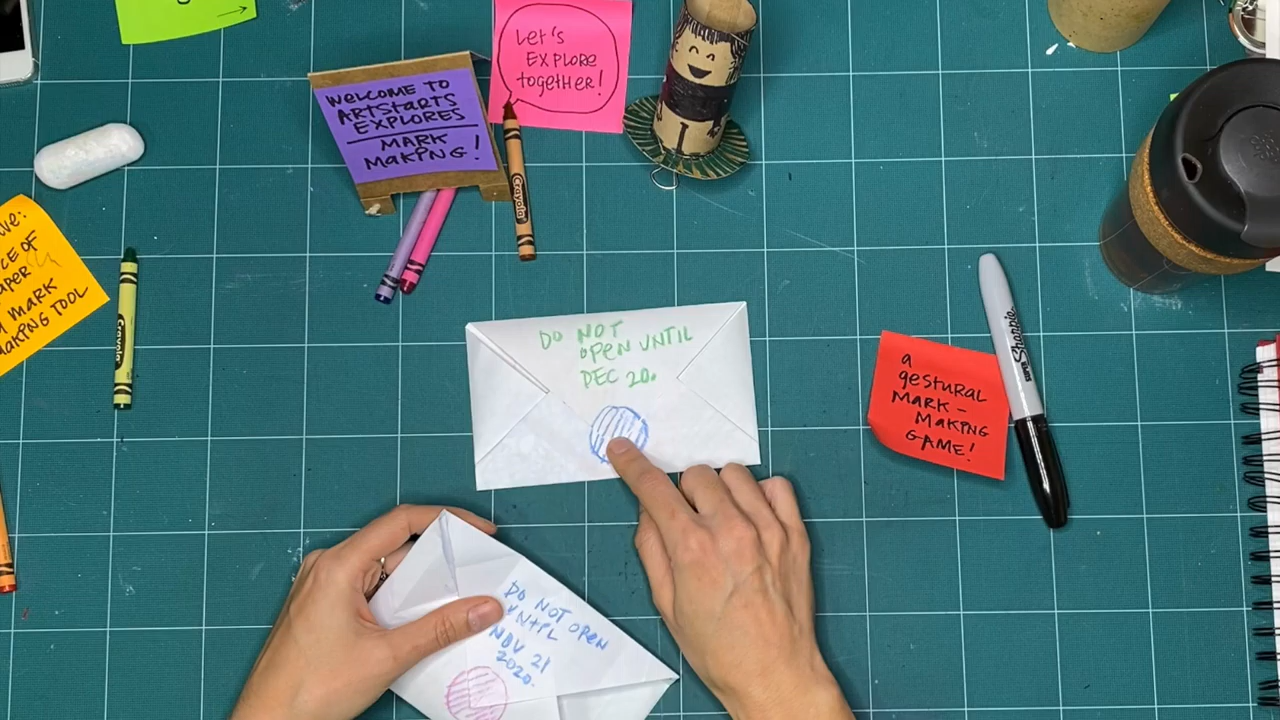 WELCOME TO
ARTSTARTS
EXPLORES
MARK
MAKING!
Let's
EXPLORE
together!
Crayola
CE OF
MARK
MAKING TOOL
Crayola
DO NOT
OPEN UNTIL
DEC 20.
a
gestural
MARK –
MAKING
GAME!
SUPER Sharpie
DO NOT OPEN
UNTIL
NOV 21
2020.